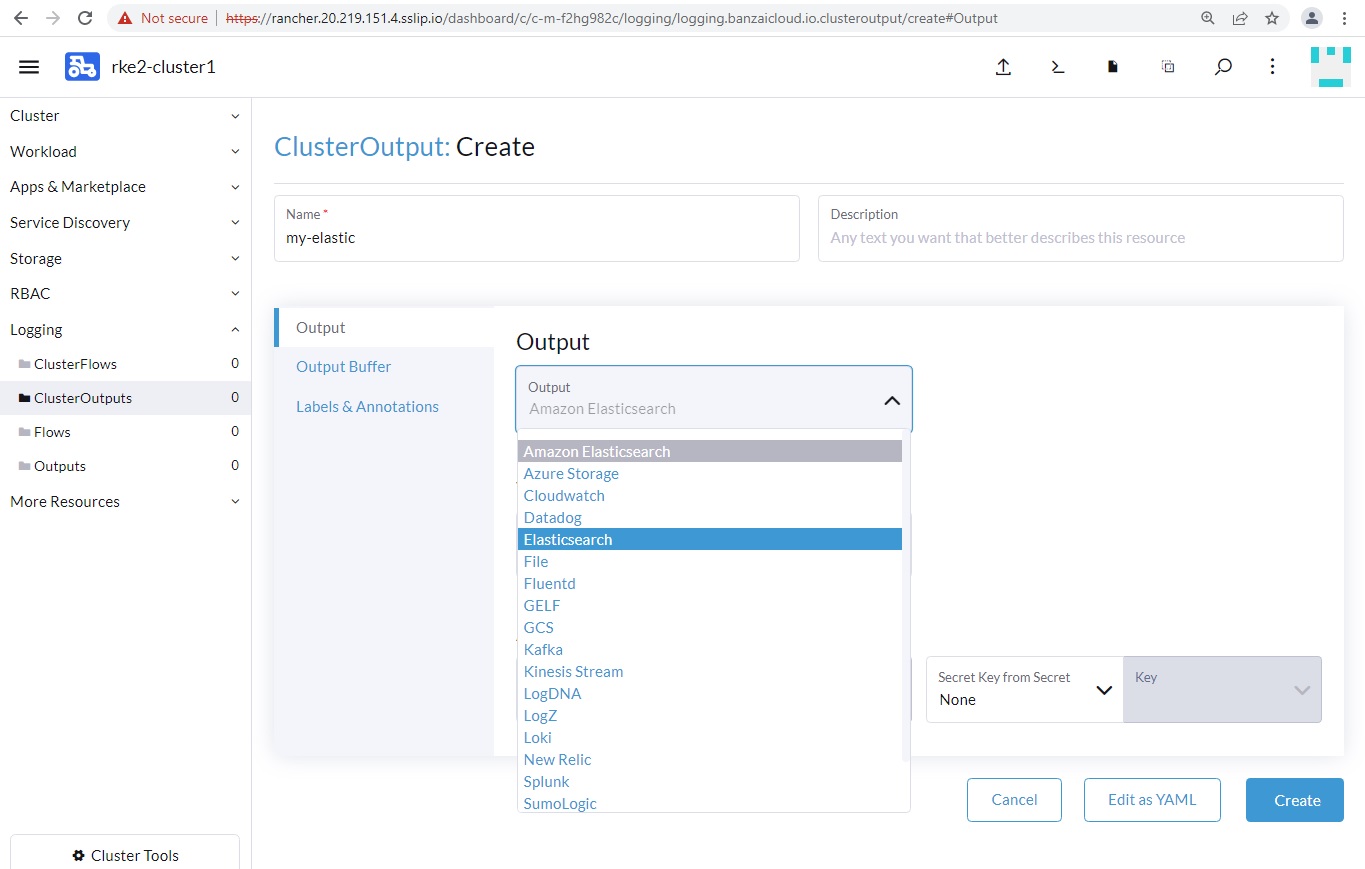 Not secure | https://rancher.20.219.151.4.sslip.io/dashboard/c/c-m-f2hg982c/logging/logging.banzaicloud.io.clusteroutput/create#Output
rke2-cluster1
Cluster
Workload
Apps & Marketplace
Service Discovery
Storage
RBAC
Logging
ClusterFlows 0
ClusterOutputs 0
Flows 0
Outputs 0
More Resources
Cluster Tools
ClusterOutput: Create
Name *
my-elastic
Description
Any text you want that better describes this resource
Output
Output Buffer
Labels & Annotations
Output
Output
Amazon Elasticsearch
Amazon Elasticsearch
Azure Storage
Cloudwatch
Datadog
Elasticsearch
File
Fluentd
GELF
GCS
Kafka
Kinesis Stream
LogDNA
LogZ
Loki
New Relic
Splunk
SumoLogic
Secret Key from Secret
None
Key
Cancel
Edit as YAML
Create